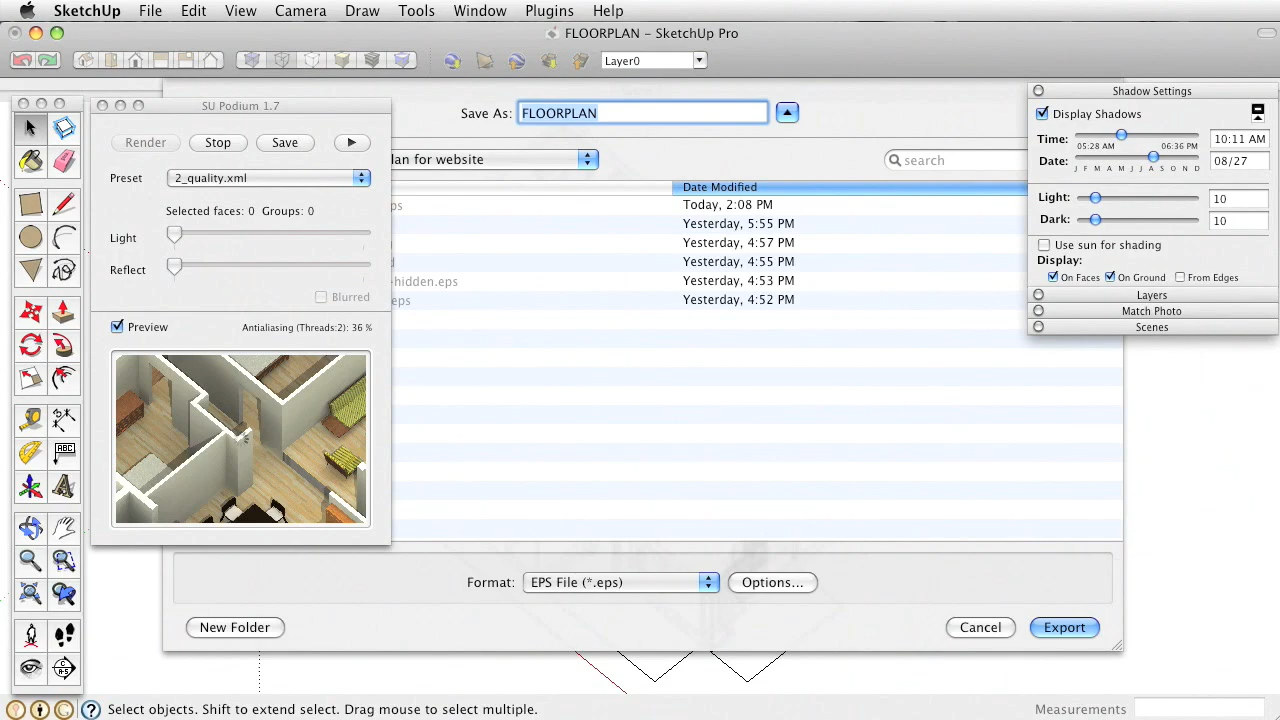 SketchUp File Edit View Camera Draw Tools Window Plugins Help
FLOORPLAN – SketchUp Pro
Layer0
SU Podium 1.7
Render Stop Save
Preset 2_quality.xml
Selected faces: 0 Groups: 0
Light
Reflect
Blurred
Preview Antialiasing (Threads:2): 36 %
Save As: FLOORPLAN
lan for website
search
Date Modified
ps Today, 2:08 PM
Yesterday, 5:55 PM
Yesterday, 4:57 PM
d Yesterday, 4:55 PM
-hidden.eps Yesterday, 4:53 PM
eps Yesterday, 4:52 PM
Format: EPS File (*.eps) Options...
New Folder Cancel Export
Shadow Settings
Display Shadows
Time: 05:28 AM 06:36 PM 10:11 AM
Date: J F M A M J J A S O N D 08/27
Light: 10
Dark: 10
Use sun for shading
Display:
On Faces On Ground From Edges
Layers
Match Photo
Scenes
ABC
Select objects. Shift to extend select. Drag mouse to select multiple.
Measurements